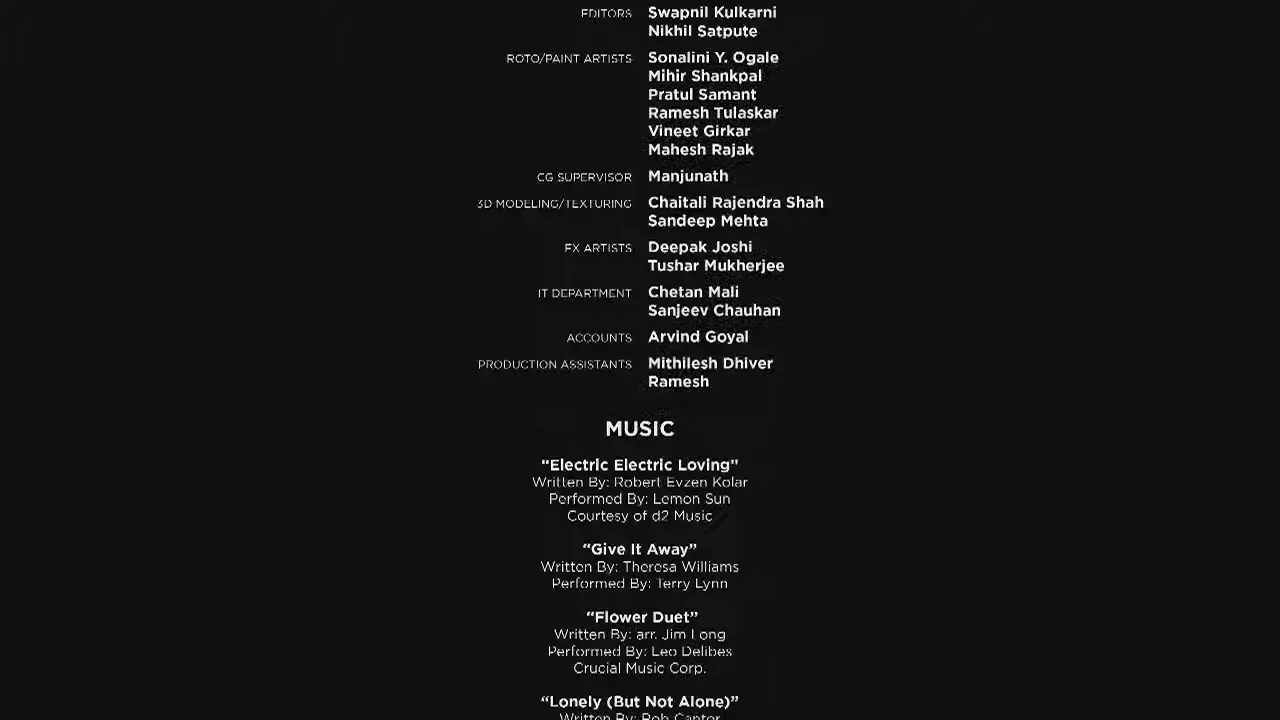 EDITORS Swapnil Kulkarni
Nikhil Satpute
ROTO/PAINT ARTISTS Sonalini Y. Ogale
Mihir Shankpal
Pratul Samant
Ramesh Tulaskar
Vineet Girkar
Mahesh Rajak
CG SUPERVISOR Manjunath
3D MODELING/TEXTURING Chaitali Rajendra Shah
Sandeep Mehta
FX ARTISTS Deepak Joshi
Tushar Mukherjee
IT DEPARTMENT Chetan Mali
Sanjeev Chauhan
ACCOUNTS Arvind Goyal
PRODUCTION ASSISTANTS Mithilesh Dhiver
Ramesh
MUSIC
“Electric Electric Loving”
Written By: Robert Evzen Kolar
Performed By: Lemon Sun
Courtesy of d2 Music
“Give It Away”
Written By: Theresa Williams
Performed By: Terry Lynn
“Flower Duet”
Written By: arr. Jim Long
Performed By: Leo Delibes
Crucial Music Corp.
“Lonely (But Not Alone)”
Written By: Rob Cantor